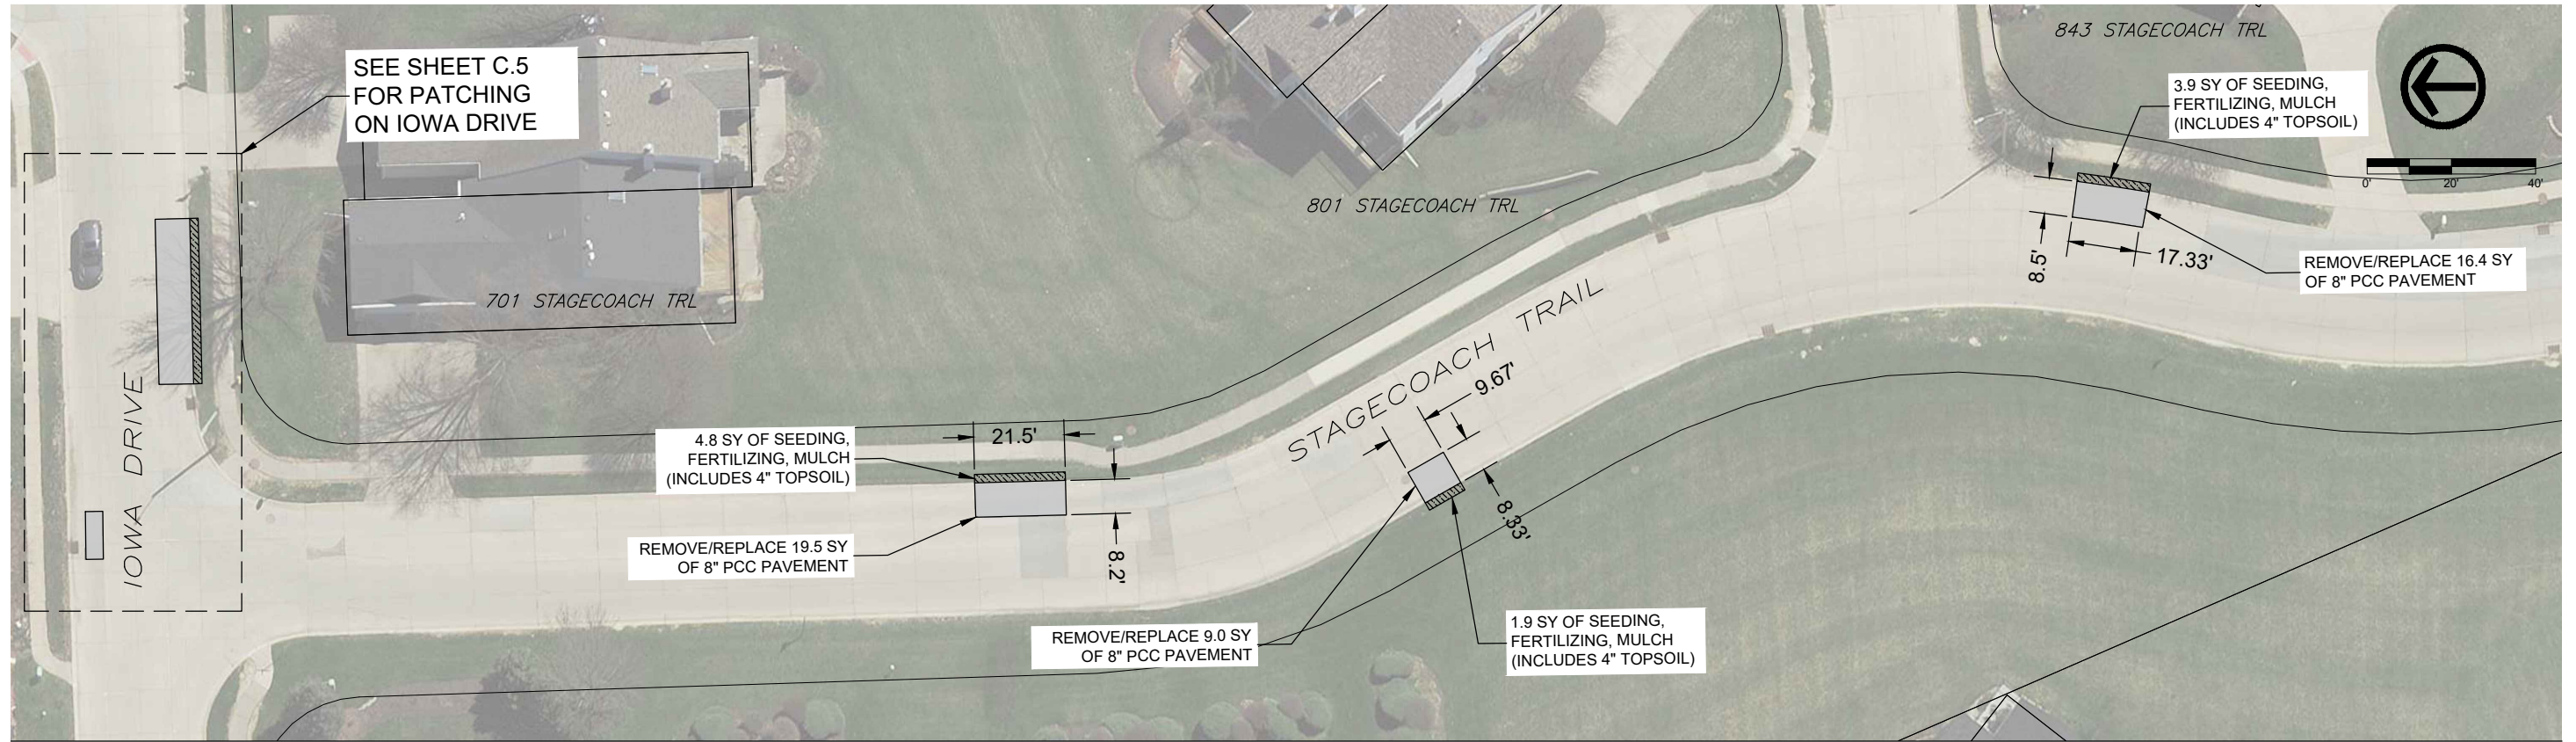 843 STAGECOACH TRL
SEE SHEET C.5
FOR PATCHING
ON IOWA DRIVE
3.9 SY OF SEEDING,
FERTILIZING, MULCH
(INCLUDES 4" TOPSOIL)
0'
20'
40'
801 STAGECOACH TRL
8.5'
17.33'
REMOVE/REPLACE 16.4 SY
OF 8" PCC PAVEMENT
701 STAGECOACH TRL
STAGECOACH TRAIL
IOWA DRIVE
9.67'
8.33'
4.8 SY OF SEEDING,
FERTILIZING, MULCH
(INCLUDES 4" TOPSOIL)
21.5'
8.2'
REMOVE/REPLACE 19.5 SY
OF 8" PCC PAVEMENT
REMOVE/REPLACE 9.0 SY
OF 8" PCC PAVEMENT
1.9 SY OF SEEDING,
FERTILIZING, MULCH
(INCLUDES 4" TOPSOIL)